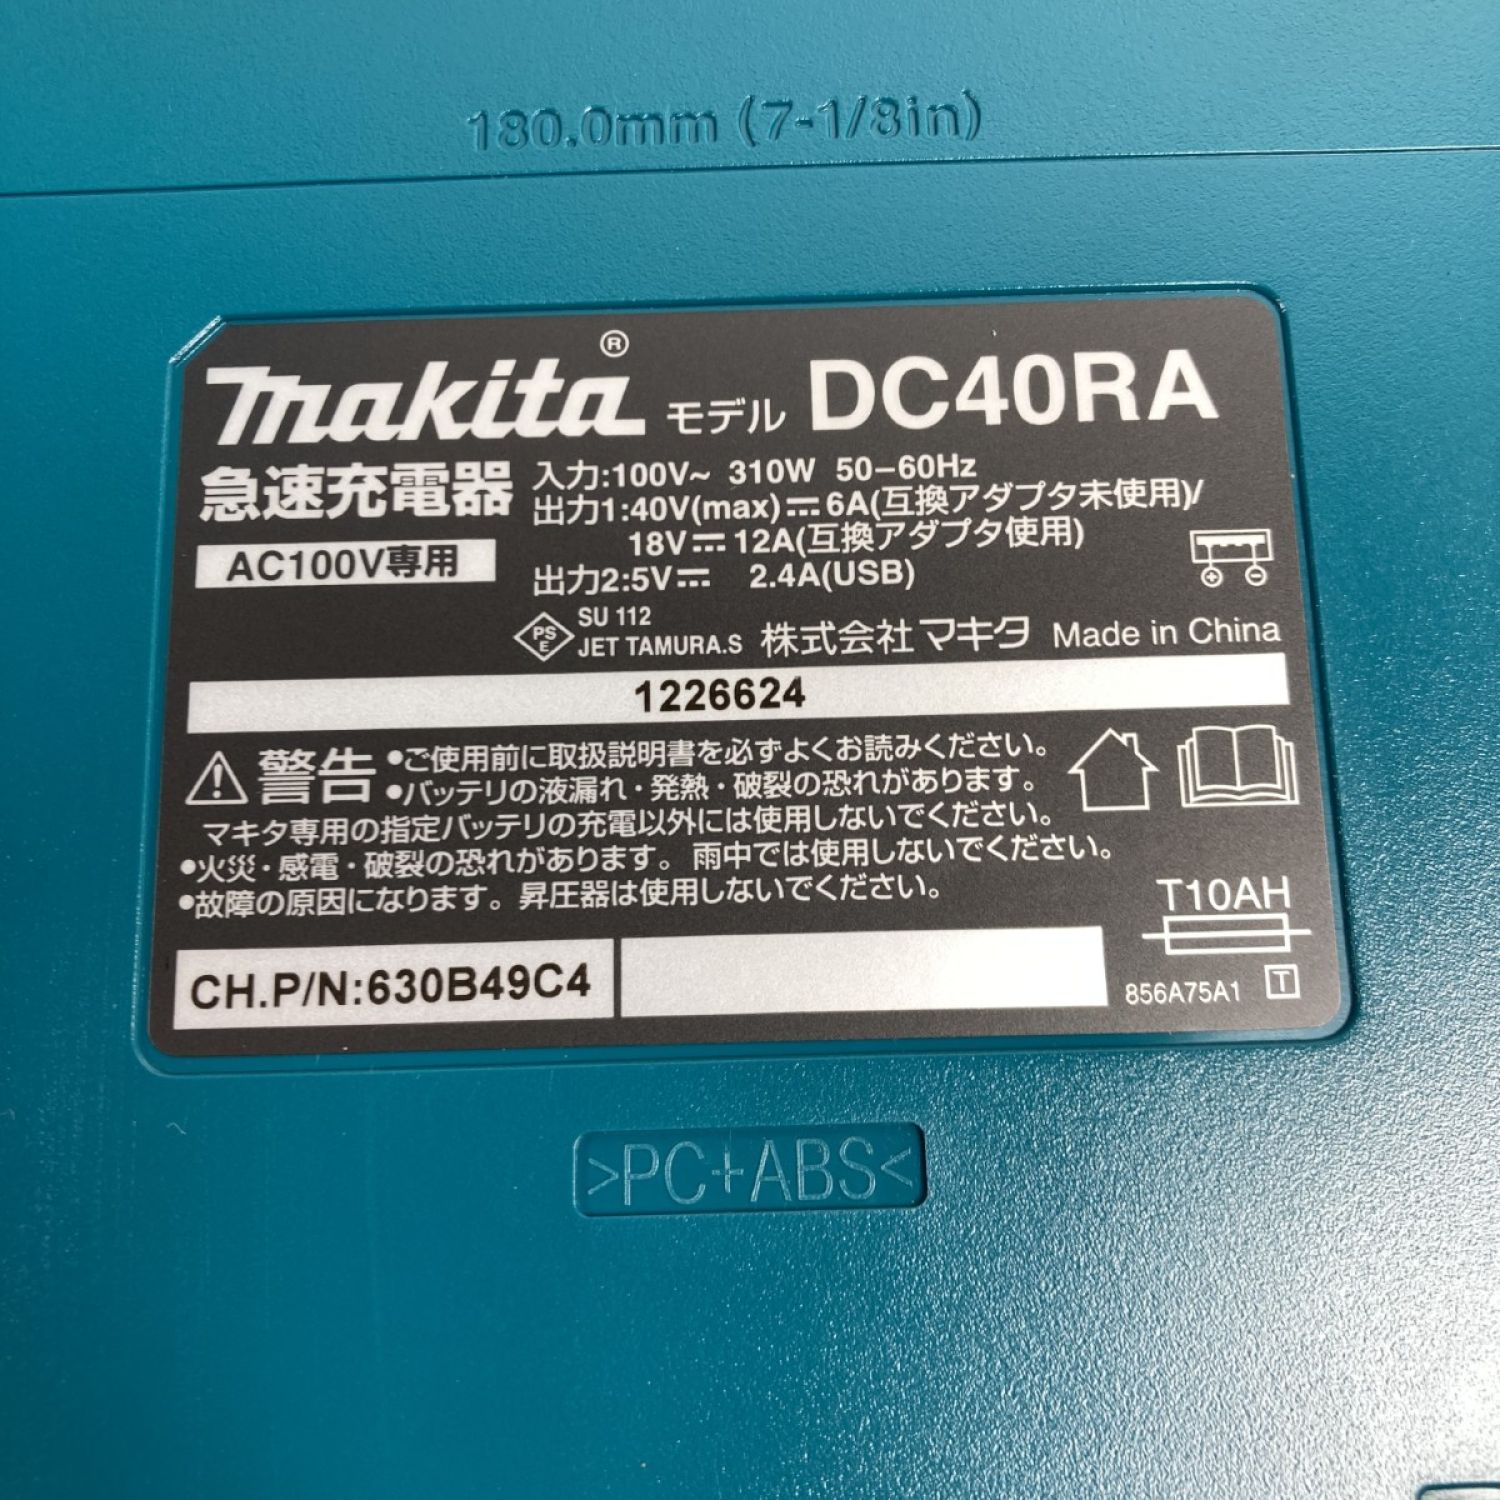 180.0mm (7-1/8in)
makita® モデル DC40RA
急速充電器
AC100V専用
入力:100V~ 310W 50–60Hz
出力1:40V(max)⎓6A(互換アダプタ未使用)/
18V⎓12A(互換アダプタ使用)
出力2:5V⎓ 2.4A(USB)
PS
E
SU 112
JET TAMURA.S
株式会社マキタ Made in China
1226624
警告
•ご使用前に取扱説明書を必ずよくお読みください。
•バッテリの液漏れ・発熱・破裂の恐れがあります。
マキタ専用の指定バッテリの充電以外には使用しないでください。
•火災・感電・破裂の恐れがあります。雨中では使用しないでください。
•故障の原因になります。昇圧器は使用しないでください。
T10AH
CH.P/N:630B49C4
856A75A1 T
>PC+ABS<